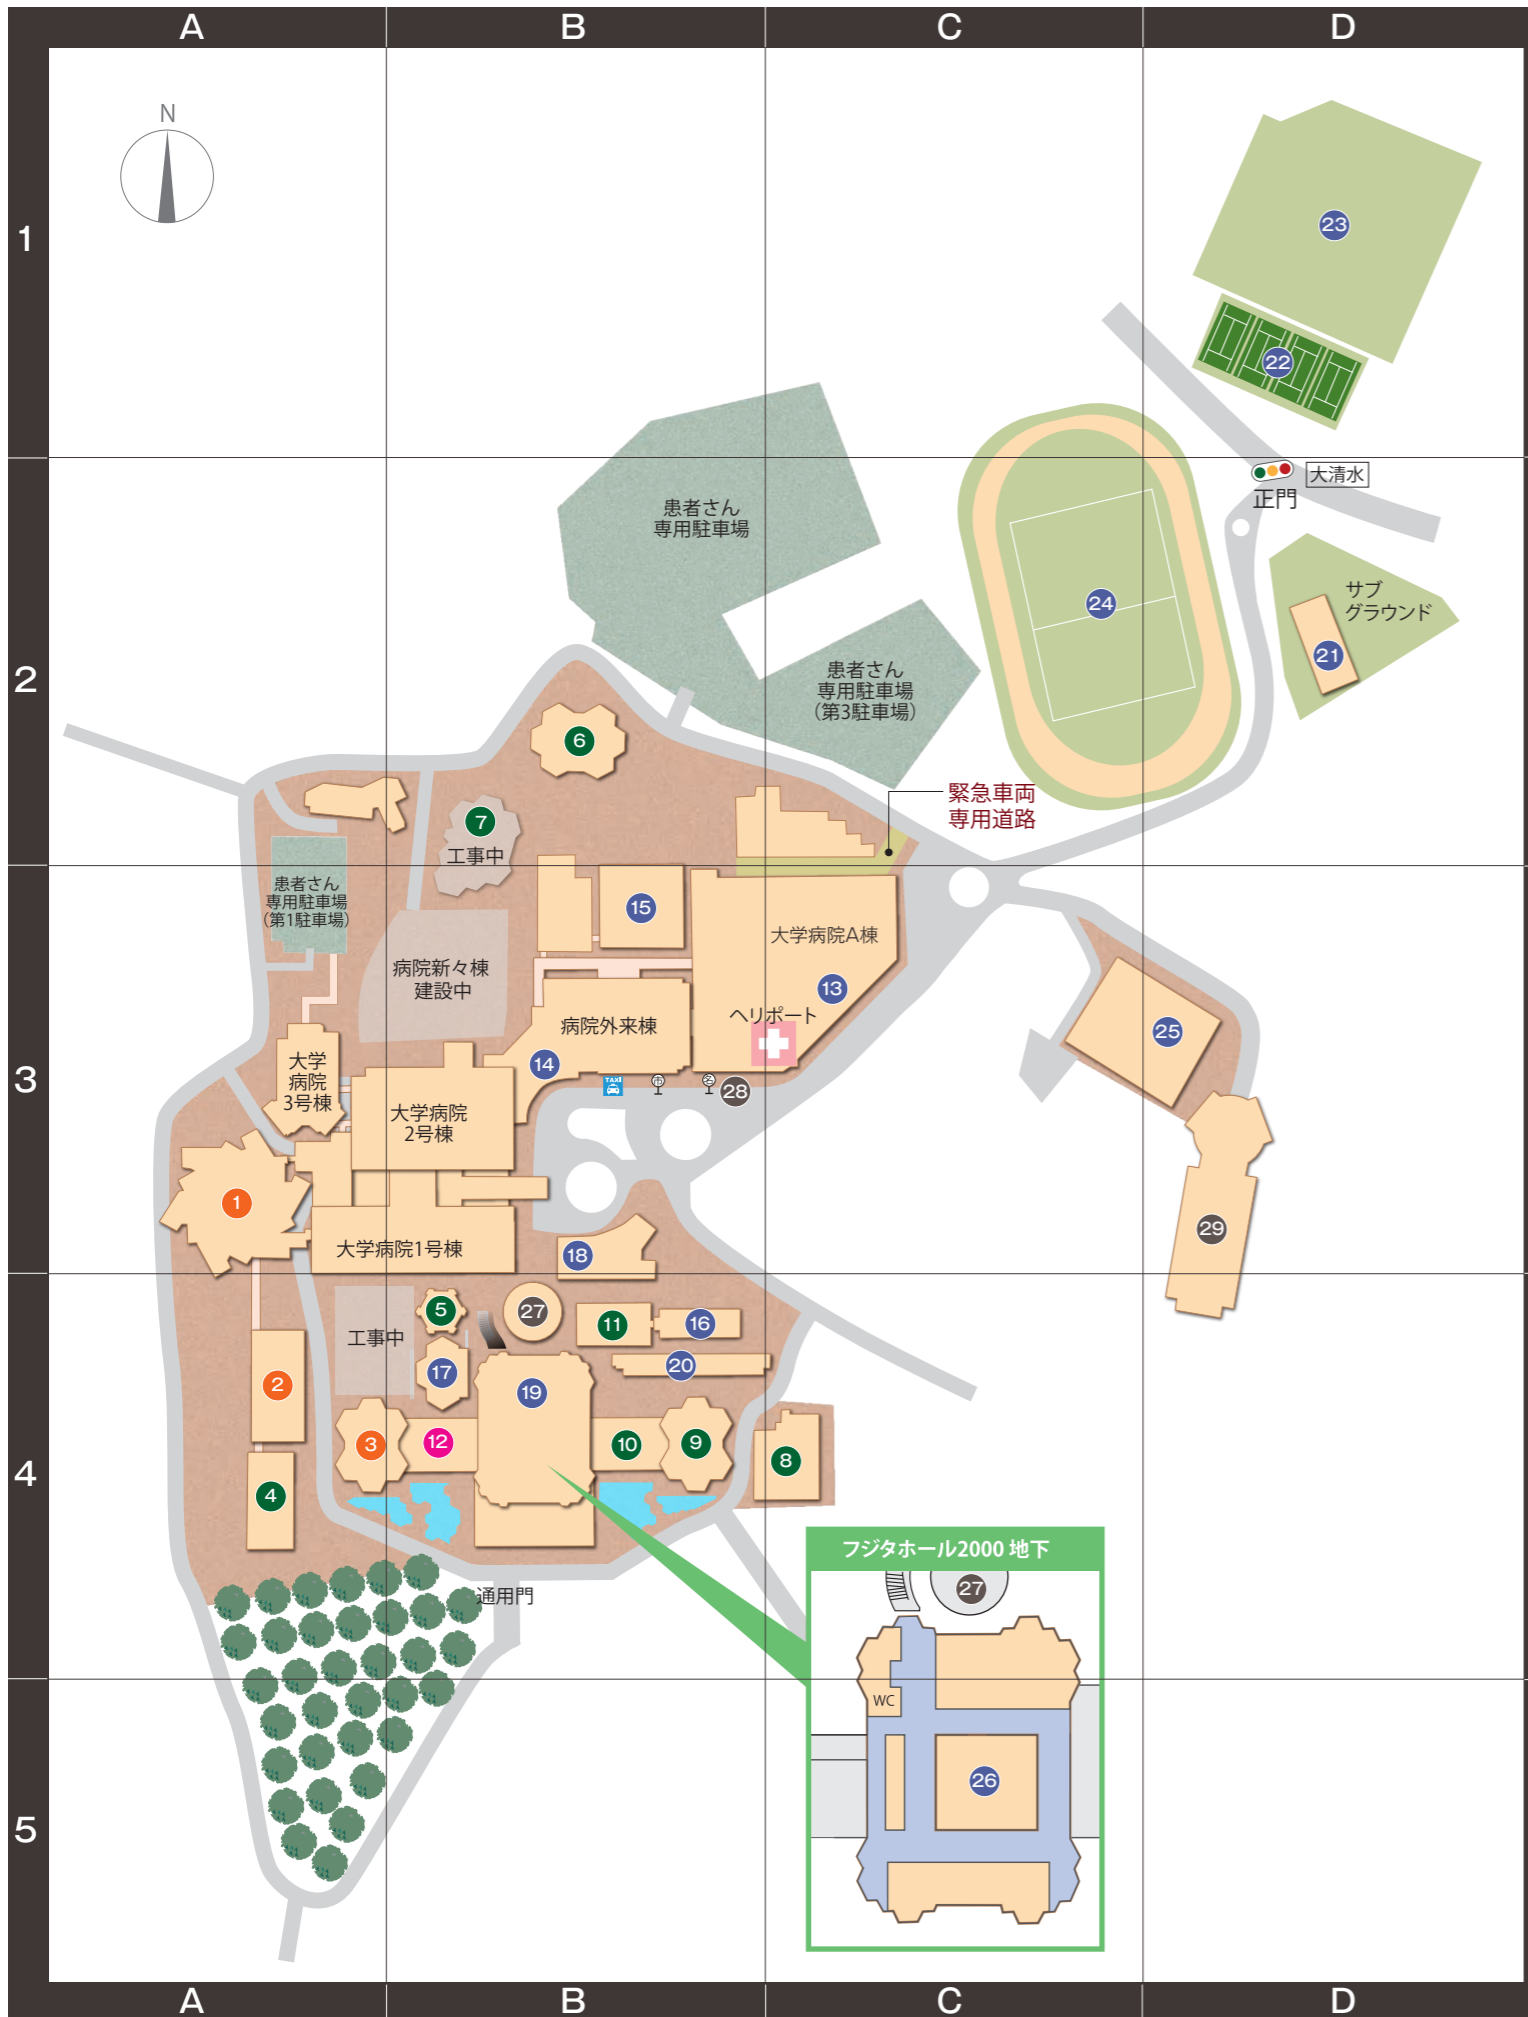 A
B
C
D
N
1
23
22
大清水
正門
患者さん
専用駐車場
24
サブ
グラウンド
21
2
患者さん
専用駐車場
（第3駐車場）
6
緊急車両
専用道路
7
工事中
患者さん
専用駐車場
（第1駐車場）
15
大学病院A棟
病院新々棟
建設中
13
ヘリポート
病院外来棟
25
14
大学
病院
3号棟
3
TAXI
市
名
28
大学病院
2号棟
1
29
大学病院1号棟
18
5
27
11
16
工事中
20
17
19
2
3
12
10
9
8
4
4
フジタホール2000 地下
27
通用門
WC
26
5
A
B
C
D